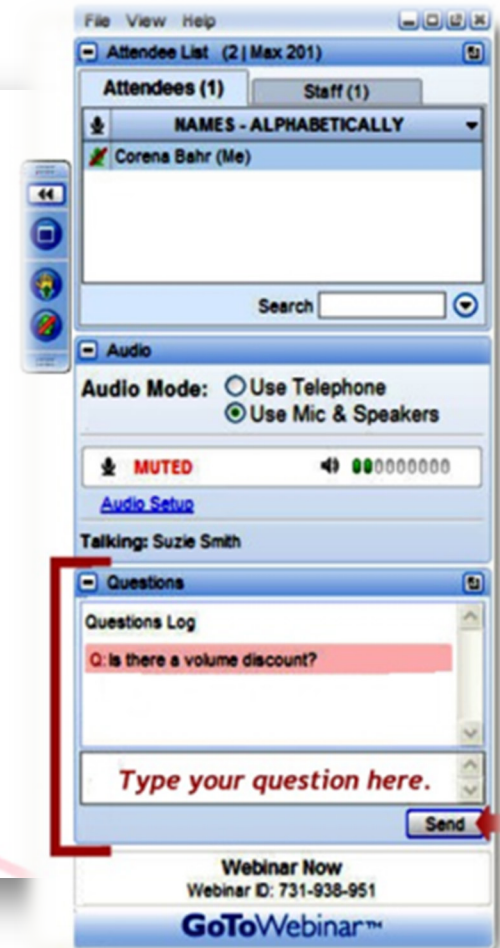 File View Help
Attendee List (2 | Max 201)
Attendees (1) Staff (1)
NAMES - ALPHABETICALLY
Corena Bahr (Me)
Search
Audio
Audio Mode: Use Telephone
Use Mic & Speakers
MUTED 000000000
Audio Setup
Talking: Suzie Smith
Questions
Questions Log
Q: Is there a volume discount?
Type your question here.
Send
Webinar Now
Webinar ID: 731-938-951
GoToWebinar™